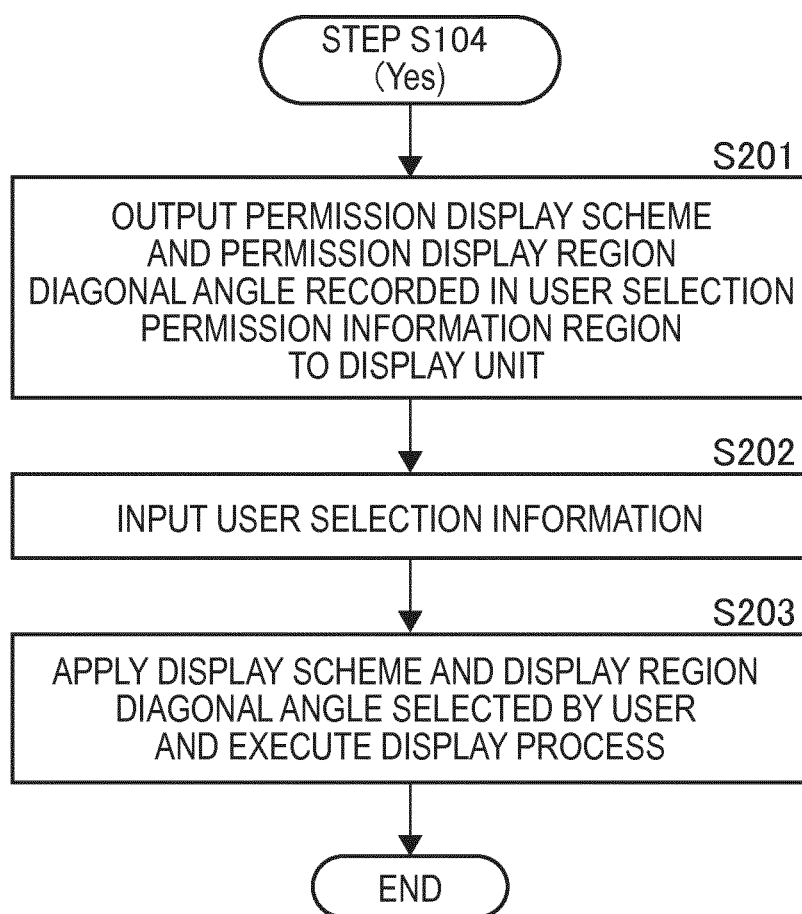 STEP S104
(Yes)
S201
OUTPUT PERMISSION DISPLAY SCHEME
AND PERMISSION DISPLAY REGION
DIAGONAL ANGLE RECORDED IN USER SELECTION
PERMISSION INFORMATION REGION
TO DISPLAY UNIT
S202
INPUT USER SELECTION INFORMATION
S203
APPLY DISPLAY SCHEME AND DISPLAY REGION
DIAGONAL ANGLE SELECTED BY USER
AND EXECUTE DISPLAY PROCESS
END